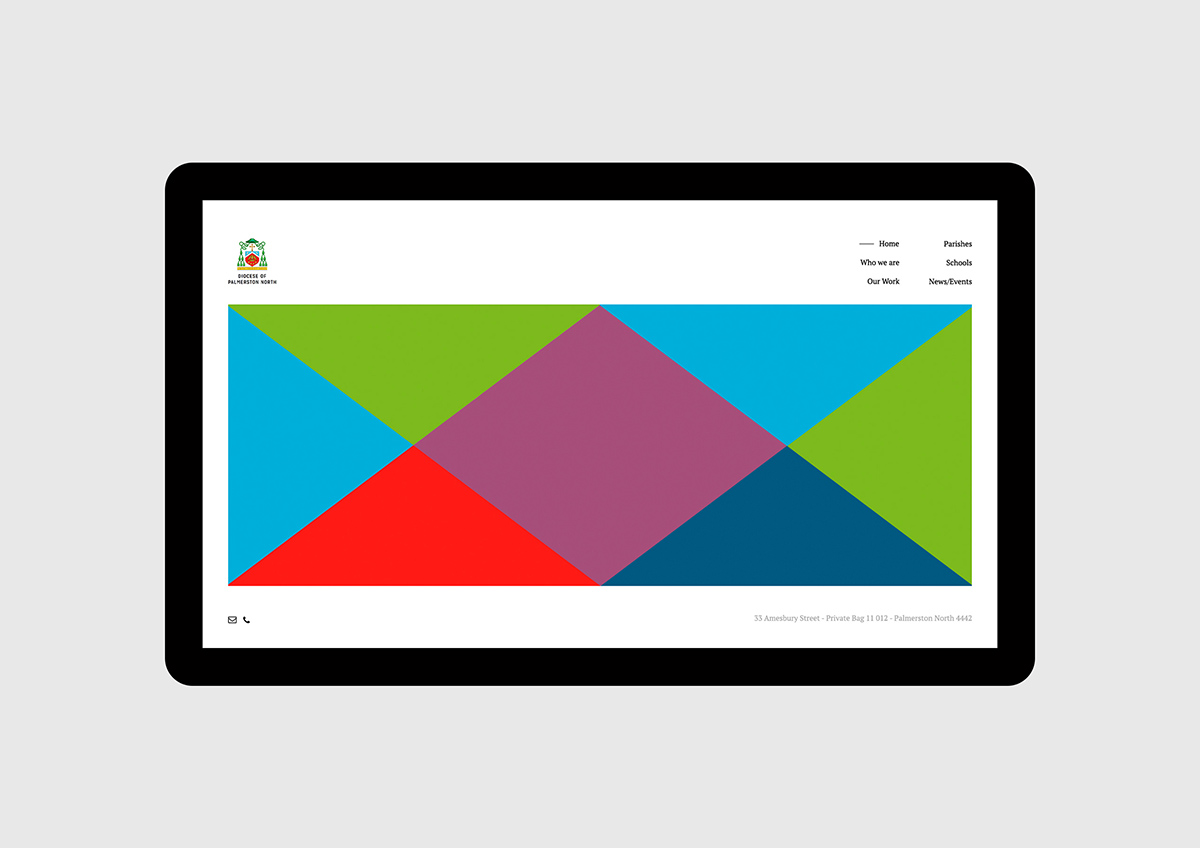 DIOCESE OF
PALMERSTON NORTH
Home
Who we are
Our Work
Parishes
Schools
News/Events
33 Amesbury Street - Private Bag 11 012 - Palmerston North 4442